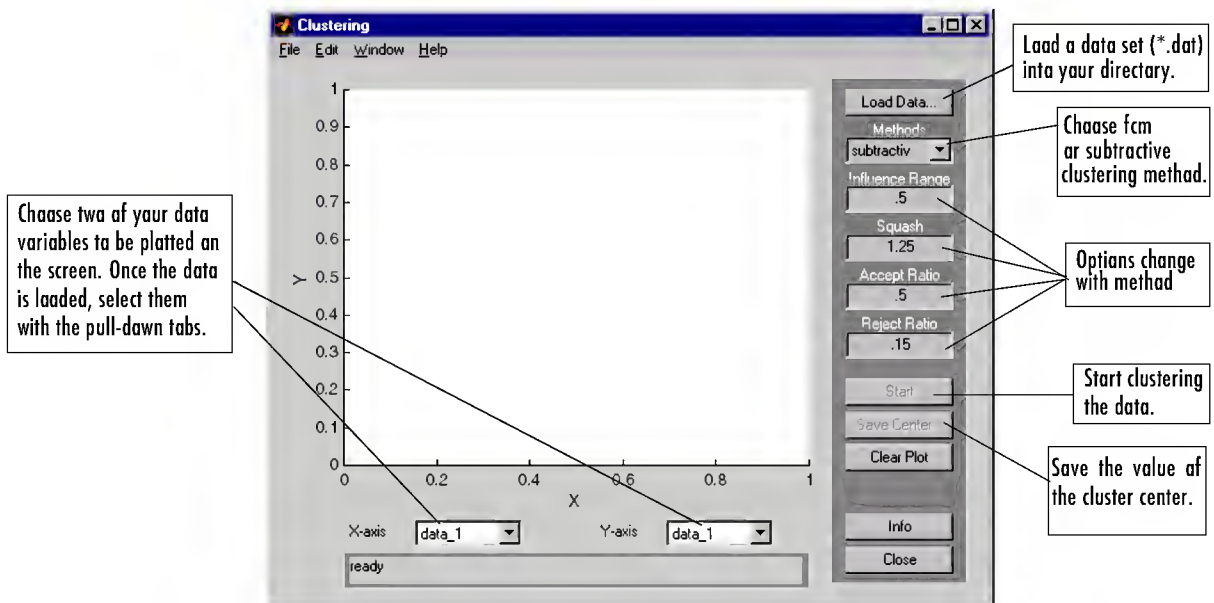 Clustering
File Edit Window Help
Laad a data set (*.dat)
inta yaur directary.
Load Data...
Methods
subtractiv
Chaase fcm
ar subtractive
clustering methad.
Influence Range
.5
Squash
1.25
Accept Ratio
.5
Reject Ratio
.15
Optians change
with methad
Chaase twa af yaur data
variables ta be platted an
the screen. Once the data
is laaded, select them
with the pull-dawn tabs.
1
0.9
0.8
0.7
0.6
0.5
0.4
0.3
0.2
0.1
0
Y
0 0.2 0.4 0.6 0.8 1
X
Start
Start clustering
the data.
Save Center
Save the value af
the cluster center.
Clear Plot
X-axis data_1 Y-axis data_1
Info
ready
Close